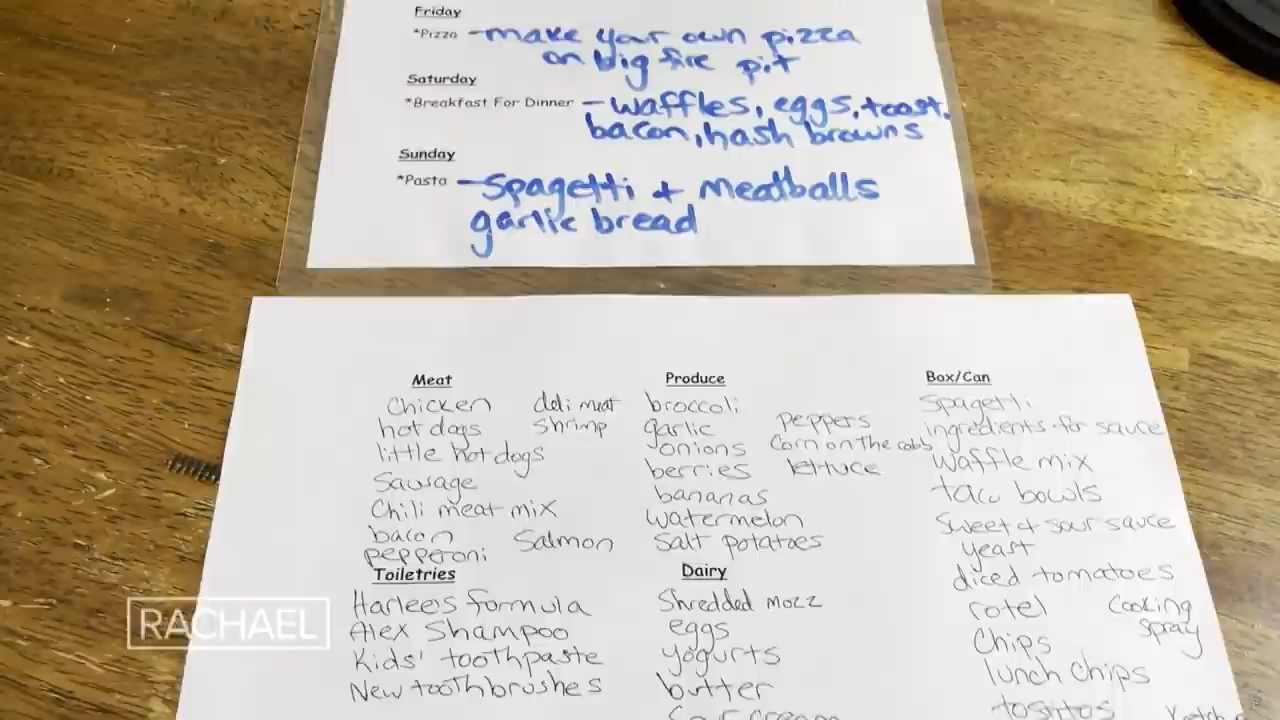 Friday
*Pizza - make your own pizza
on big fire pit
Saturday
*Breakfast For Dinner - waffles, eggs, toast,
bacon, hash browns
Sunday
*Pasta - Spagetti + Meatballs
garlic bread
Meat
Chicken deli meat
hot dogs shrimp
little hot dogs
Sausage
Chili meat mix
bacon Salmon
pepperoni
Produce
broccoli
garlic peppers
onions Corn on the cobb
berries lettuce
bananas
watermelon
Salt potatoes
Box/Can
Spagetti
ingredients for sauce
Waffle mix
taco bowls
Sweet & sour sauce
yeast
diced tomatoes
rotel Cooking
spray
Chips
lunch chips
tostitos
Toiletries
Harlee's formula
Alex Shampoo
Kids' toothpaste
New toothbrushes
Dairy
Shredded mozz
eggs
yogurts
butter
Sour cream
RACHAEL